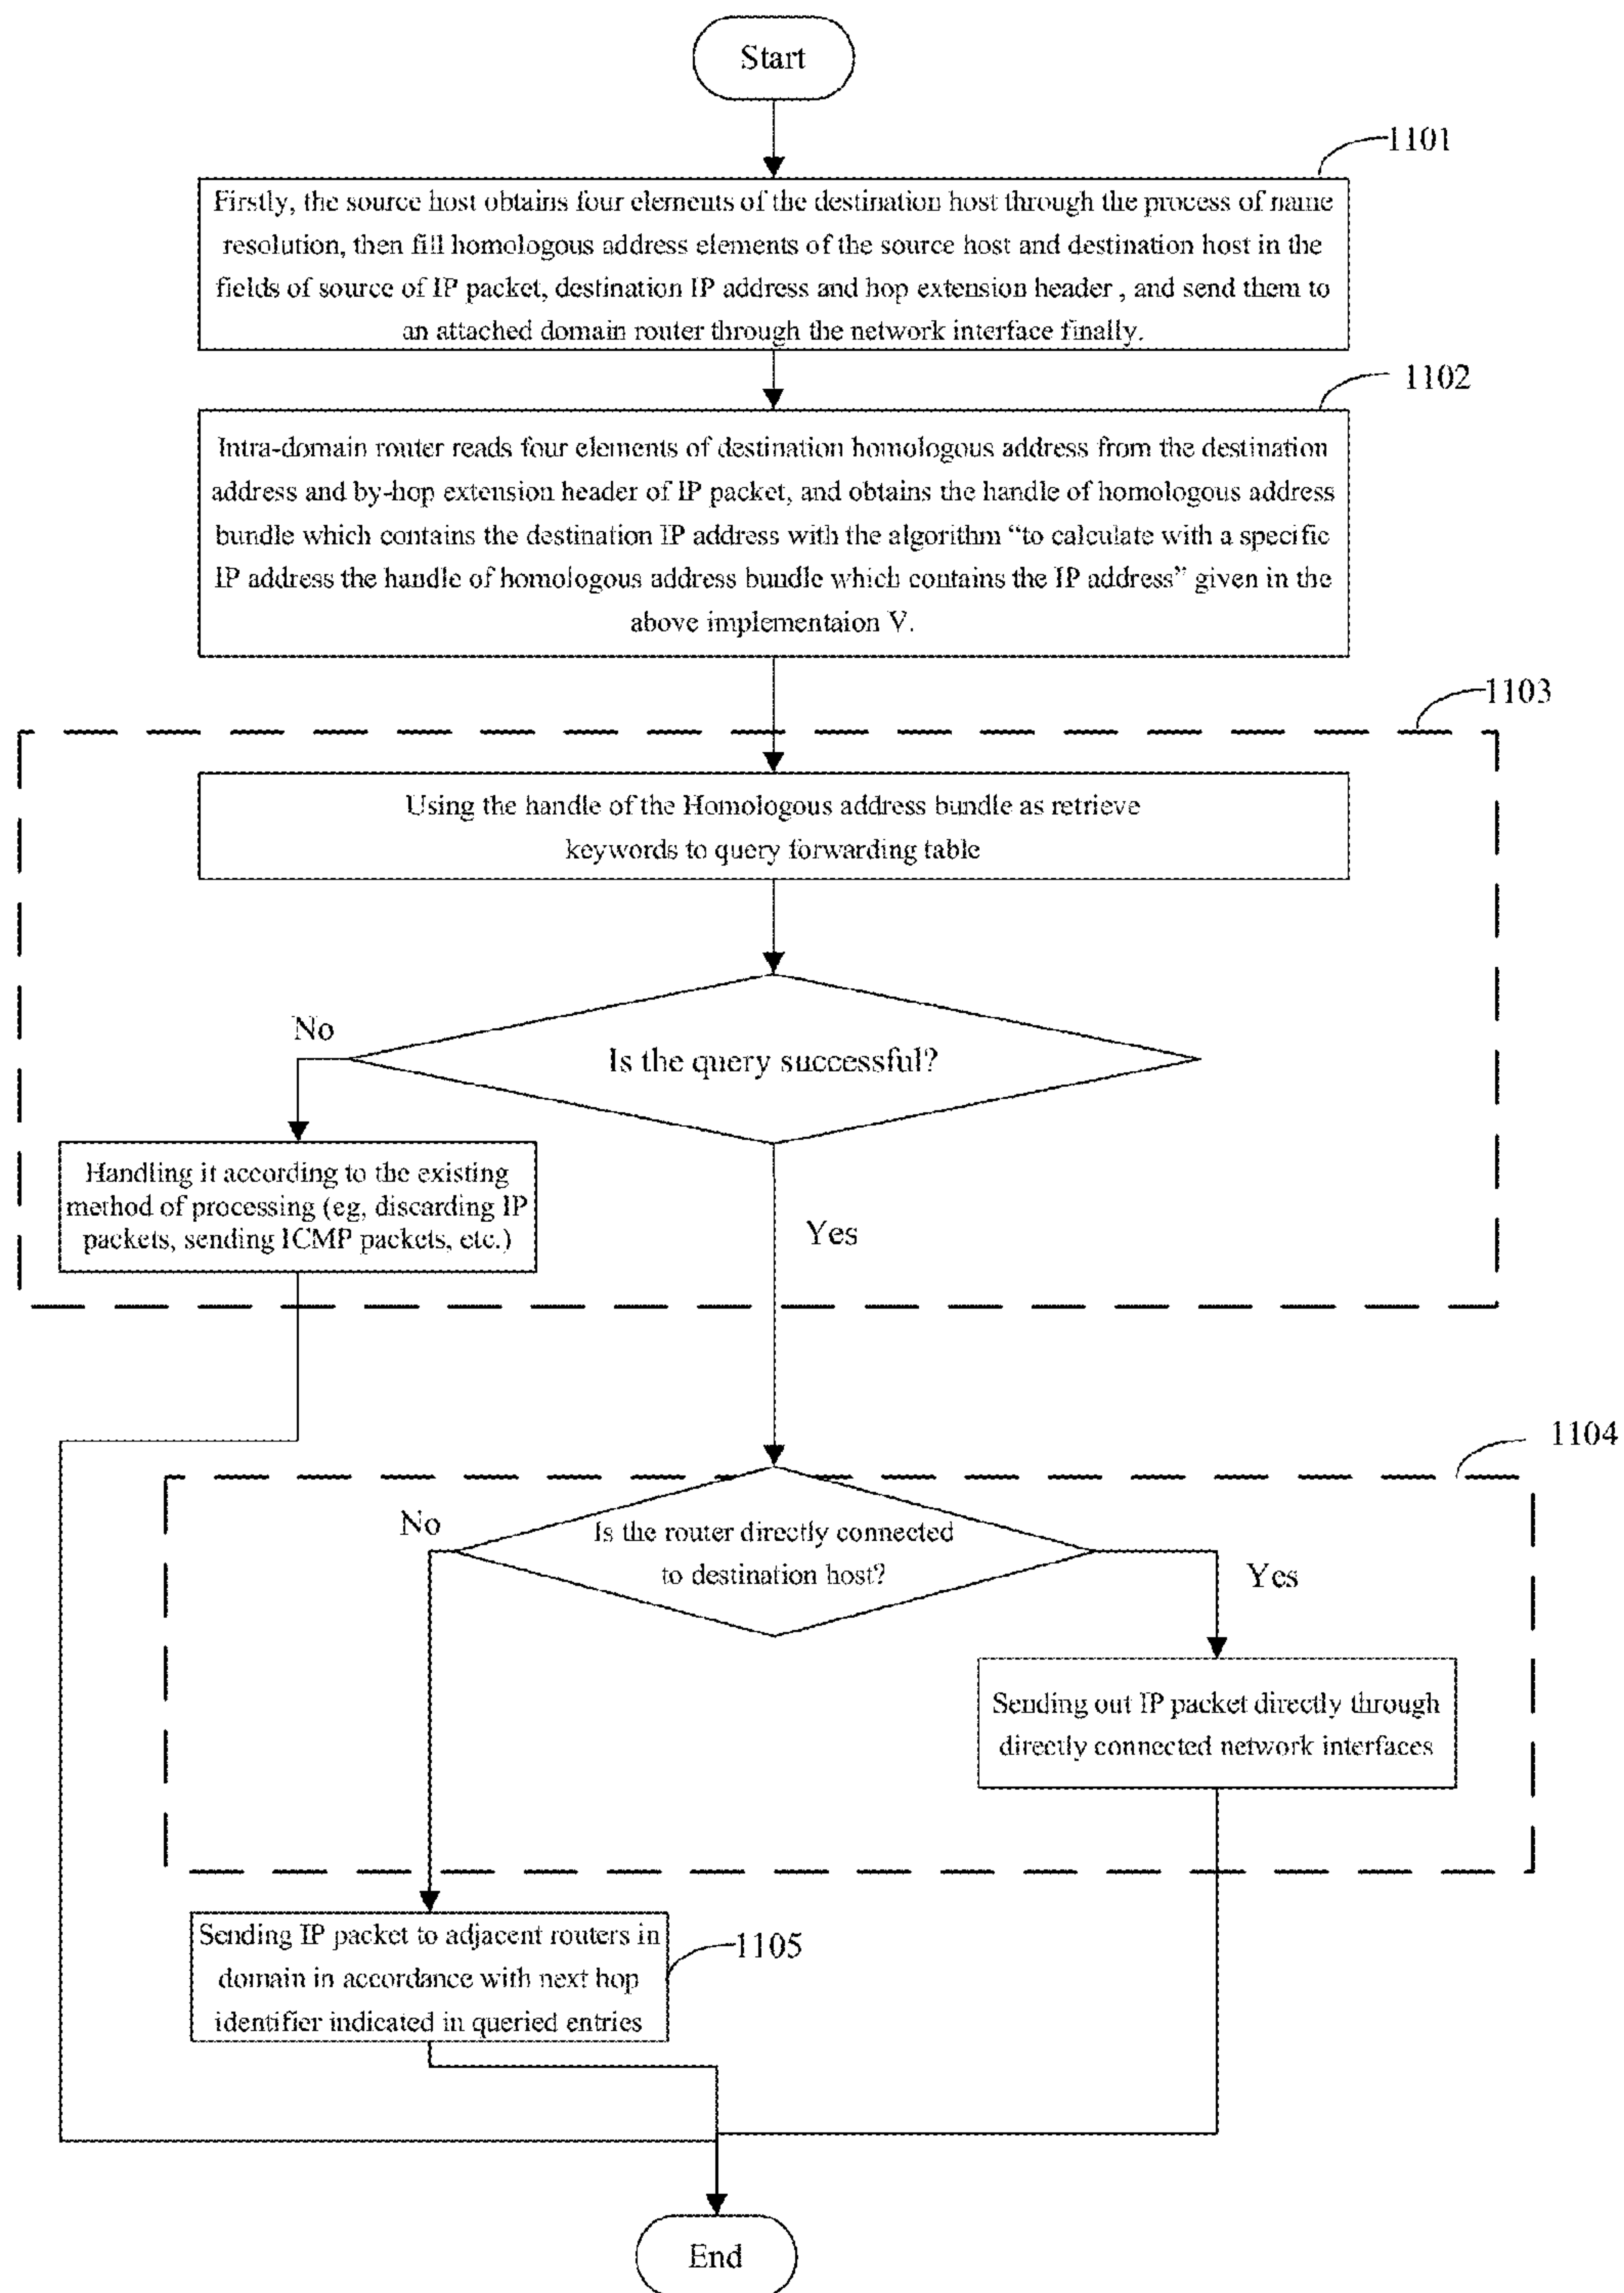 Start
1101
Firstly, the source host obtains four elements of the destination host through the process of name
resolution, then fill homologous address elements of the source host and destination host in the
fields of source of IP packet, destination IP address and hop extension header , and send them to
an attached domain router through the network interface finally.
1102
Intra-domain router reads four elements of destination homologous address from the destination
address and by-hop extension header of IP packet, and obtains the handle of homologous address
bundle which contains the destination IP address with the algorithm “to calculate with a specific
IP address the handle of homologous address bundle which contains the IP address” given in the
above implementaion V.
1103
Using the handle of the Homologous address bundle as retrieve
keywords to query forwarding table
No
Is the query successful?
Handling it according to the existing
method of processing (eg, discarding IP
packets, sending ICMP packets, etc.)
Yes
1104
No
Is the router directly connected
to destination host?
Yes
Sending out IP packet directly through
directly connected network interfaces
Sending IP packet to adjacent routers in
domain in accordance with next hop
identifier indicated in queried entries
1105
End